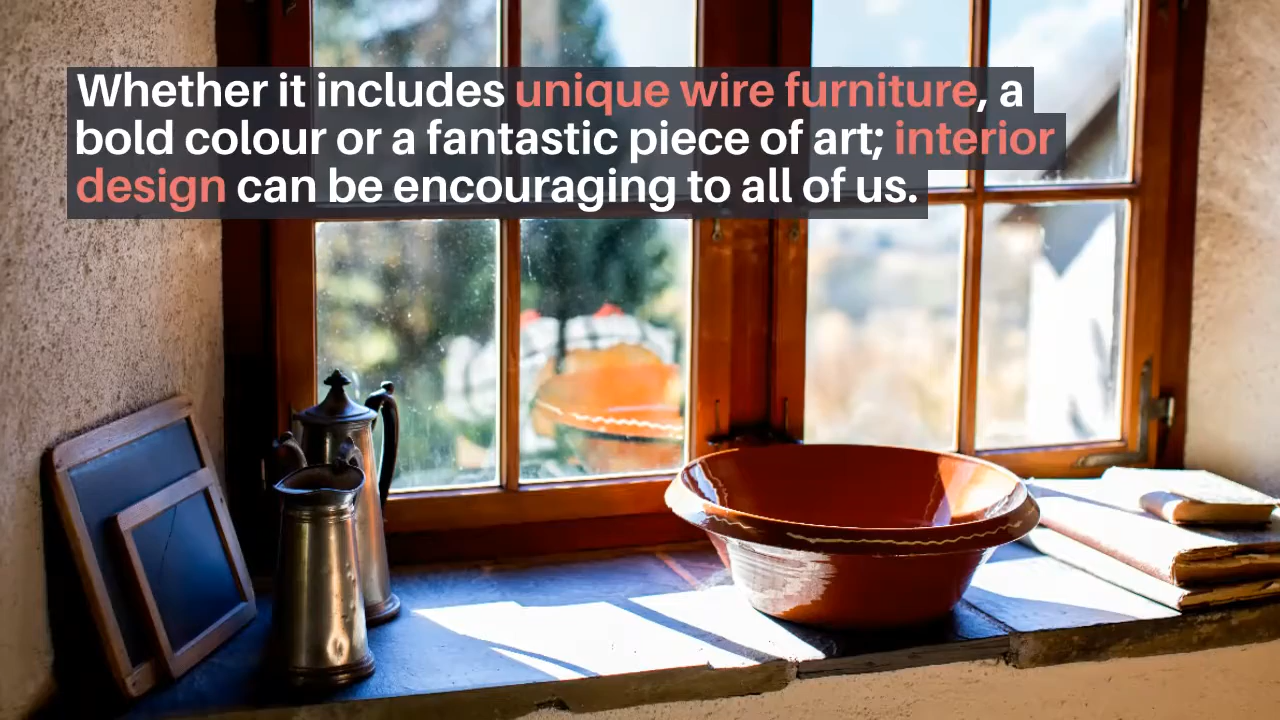 Whether it includes unique wire furniture, a
bold colour or a fantastic piece of art; interior
design can be encouraging to all of us.